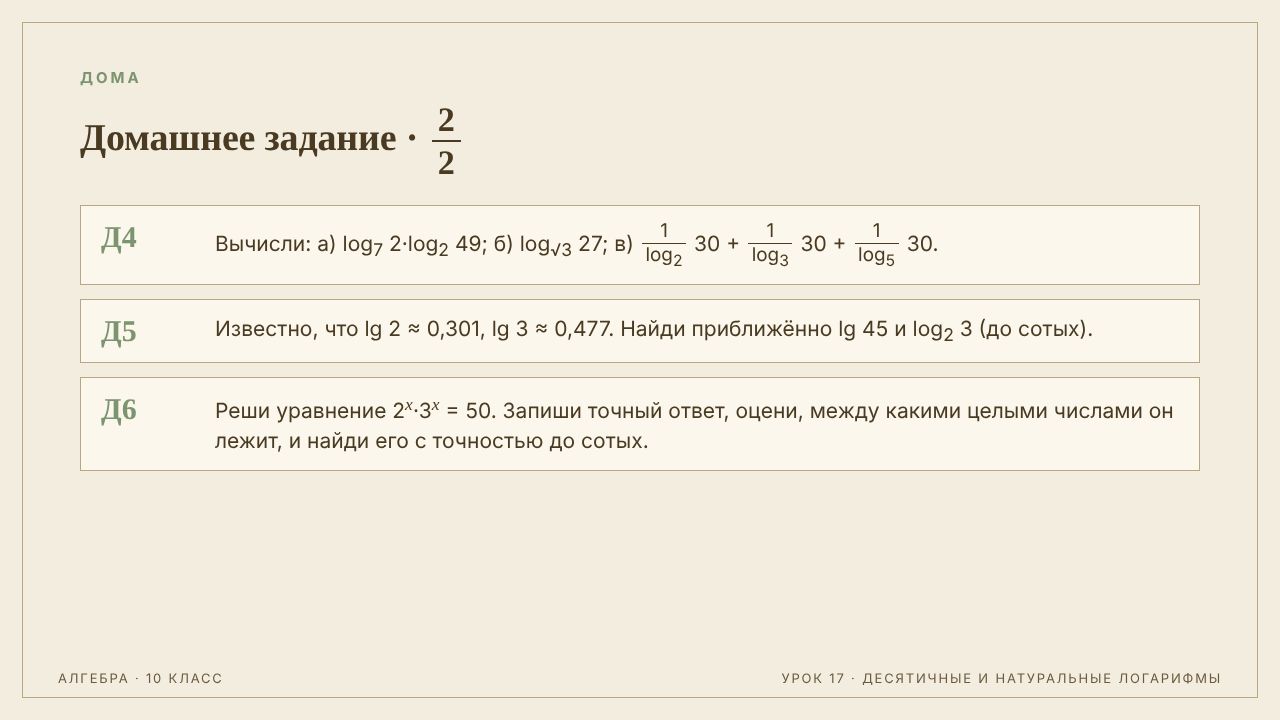 ДОМА
Домашнее задание · 2/2
Д4
Вычисли: а) log₇ 2·log₂ 49; б) log_√3 27; в) 1/log₂ 30 + 1/log₃ 30 + 1/log₅ 30.
Д5
Известно, что lg 2 ≈ 0,301, lg 3 ≈ 0,477. Найди приближённо lg 45 и log₂ 3 (до сотых).
Д6
Реши уравнение 2ˣ·3ˣ = 50. Запиши точный ответ, оцени, между какими целыми числами он
лежит, и найди его с точностью до сотых.
АЛГЕБРА · 10 КЛАСС
УРОК 17 · ДЕСЯТИЧНЫЕ И НАТУРАЛЬНЫЕ ЛОГАРИФМЫ